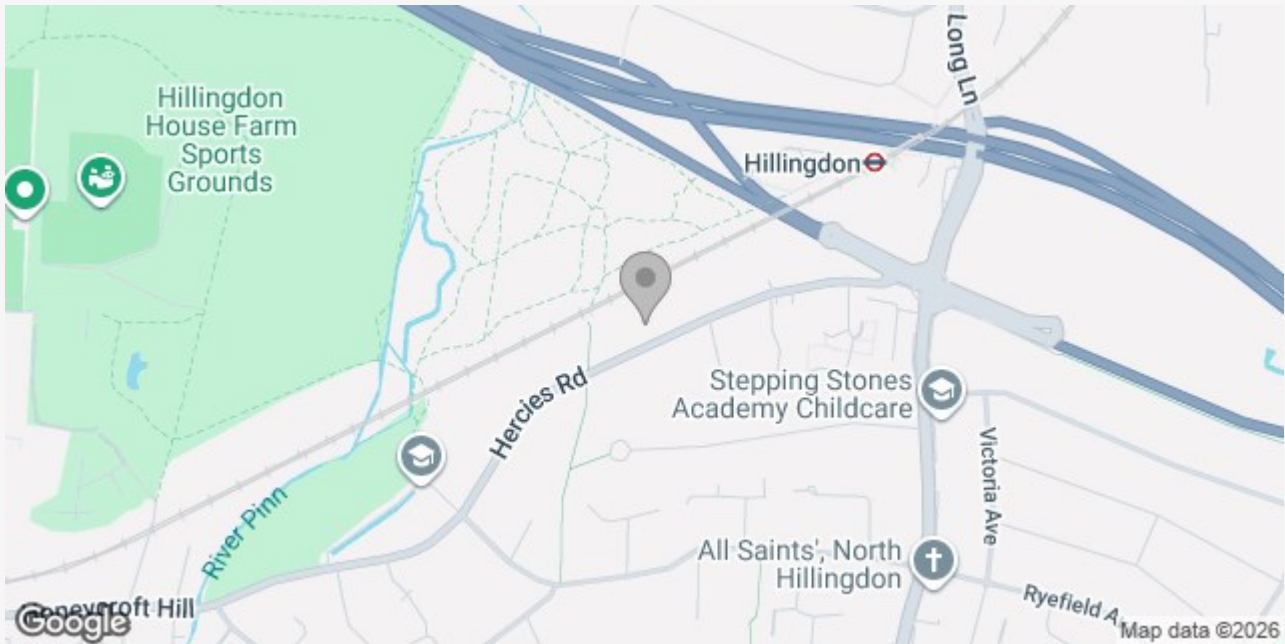 Long Ln
Hillingdon
House Farm
Sports
Grounds
Hillingdon
Hercies Rd
Stepping Stones
Academy Childcare
Victoria Ave
River Pinn
All Saints', North
Hillingdon
Ryefield A
Hill
Google
Map data ©2026